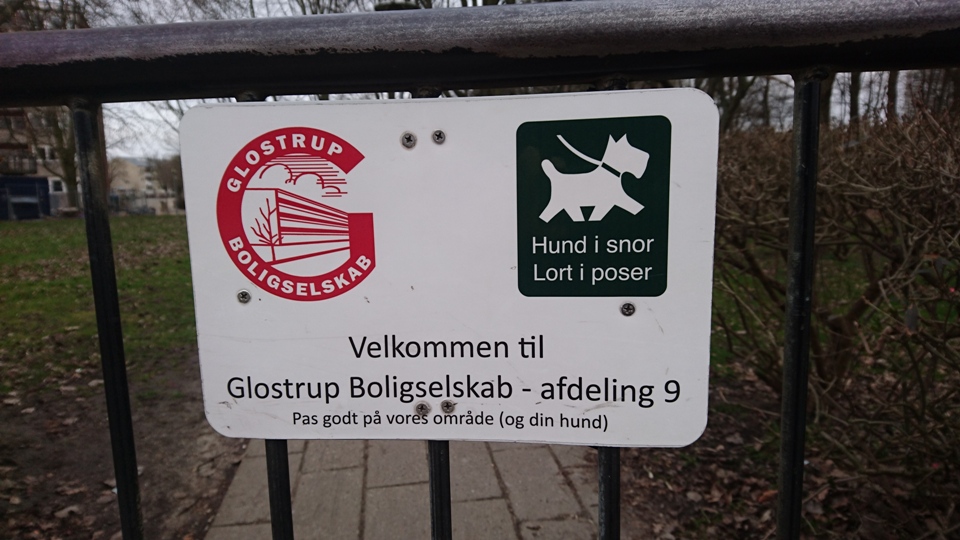 GLOSTRUP
BOLIGSELSKAB
Hund i snor
Lort i poser
Velkommen til
Glostrup Boligselskab - afdeling 9
Pas godt på vores område (og din hund)